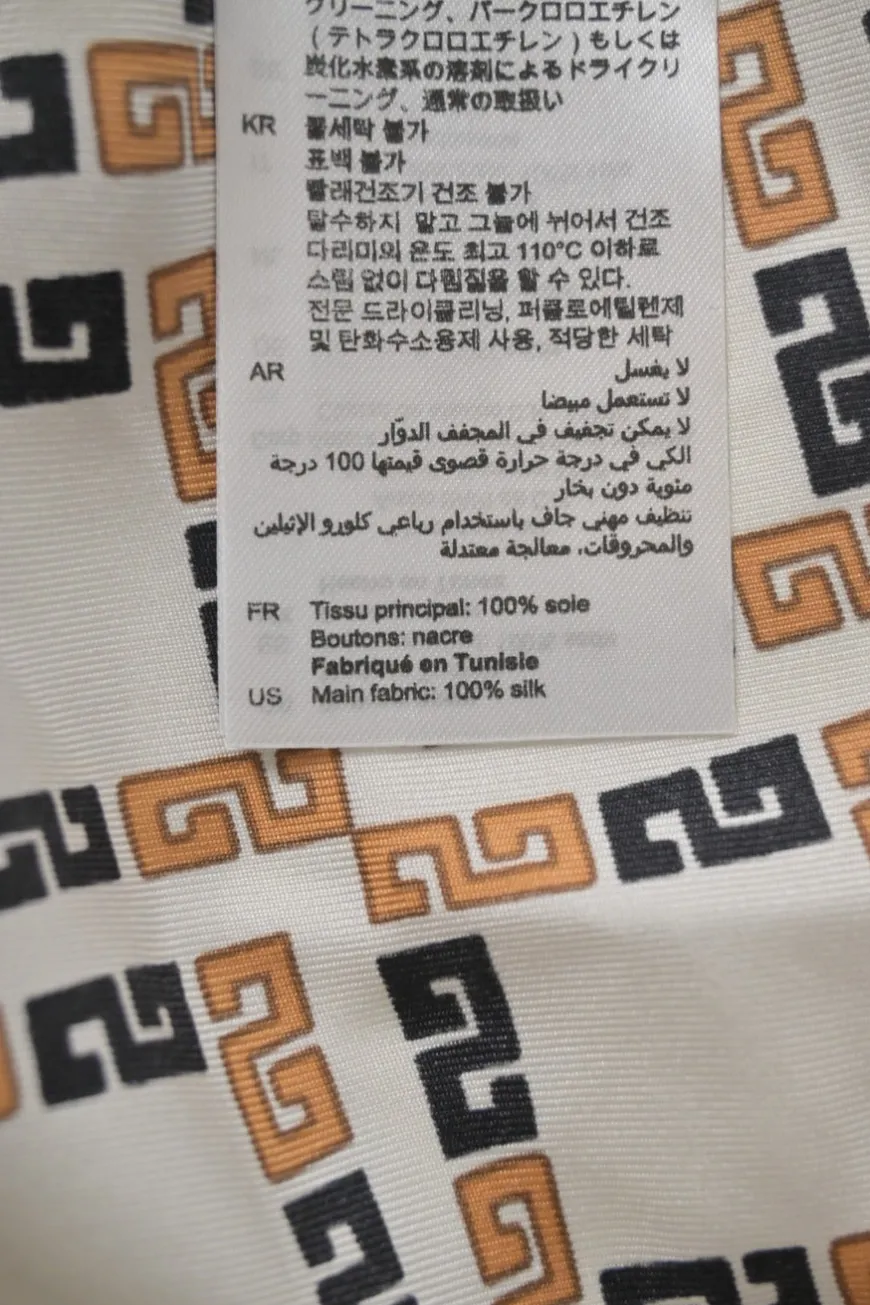 クリーニング、パークロロエチレン
(テトラクロロエチレン)もしくは
炭化水素系の溶剤によるドライクリ
ーニング、通常の取扱い
KR 물세탁 불가
표백 불가
빨래건조기 건조 불가
탈수하지 말고 그늘에 뉘어서 건조
다리미의 온도 최고 110°C 이하로
스팀 없이 다림질을 할 수 있다.
전문 드라이클리닝, 퍼클로에틸렌제
및 탄화수소용제 사용, 적당한 세탁
AR لا يغسل
لا تستعمل مبيضا
لا يمكن تجفيف في المجفف الدوّار
الكي في درجة حرارة قصوى قيمتها 100 درجة
مئوية دون بخار
تنظيف مهني جاف باستخدام رباعي كلورو الإثيلين
والمحروقات، معالجة معتدلة
FR Tissu principal: 100% soie
Boutons: nacre
Fabriqué en Tunisie
US Main fabric: 100% silk